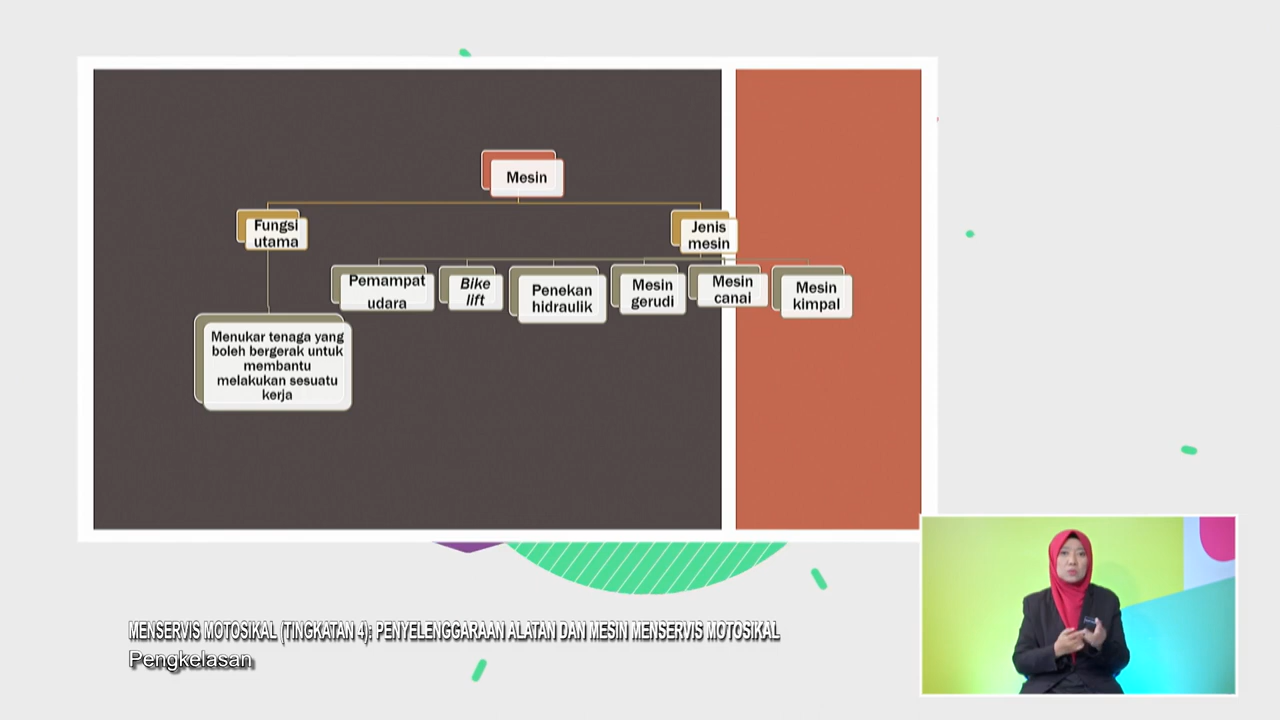 Mesin
Fungsi
utama
Jenis
mesin
Pemampat
udara
Bike
lift
Penekan
hidraulik
Mesin
gerudi
Mesin
canai
Mesin
kimpal
Menukar tenaga yang
boleh bergerak untuk
membantu
melakukan sesuatu
kerja
MENSERVIS MOTOSIKAL (TINGKATAN 4): PENYELENGGARAAN ALATAN DAN MESIN MENSERVIS MOTOSIKAL
Pengkelasan